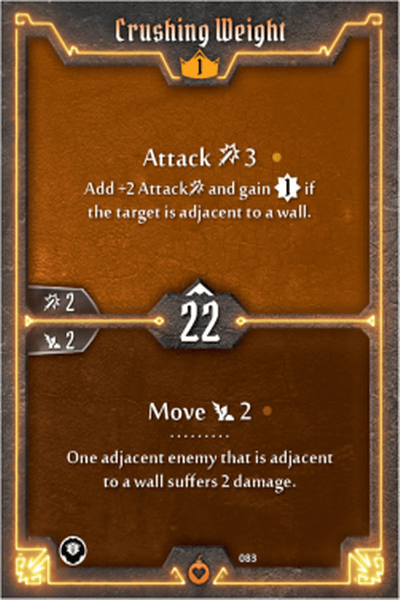 Crushing Weight
1
Attack 3
Add +2 Attack and gain 1 if
the target is adjacent to a wall.
2
22
2
Move 2
One adjacent enemy that is adjacent
to a wall suffers 2 damage.
083